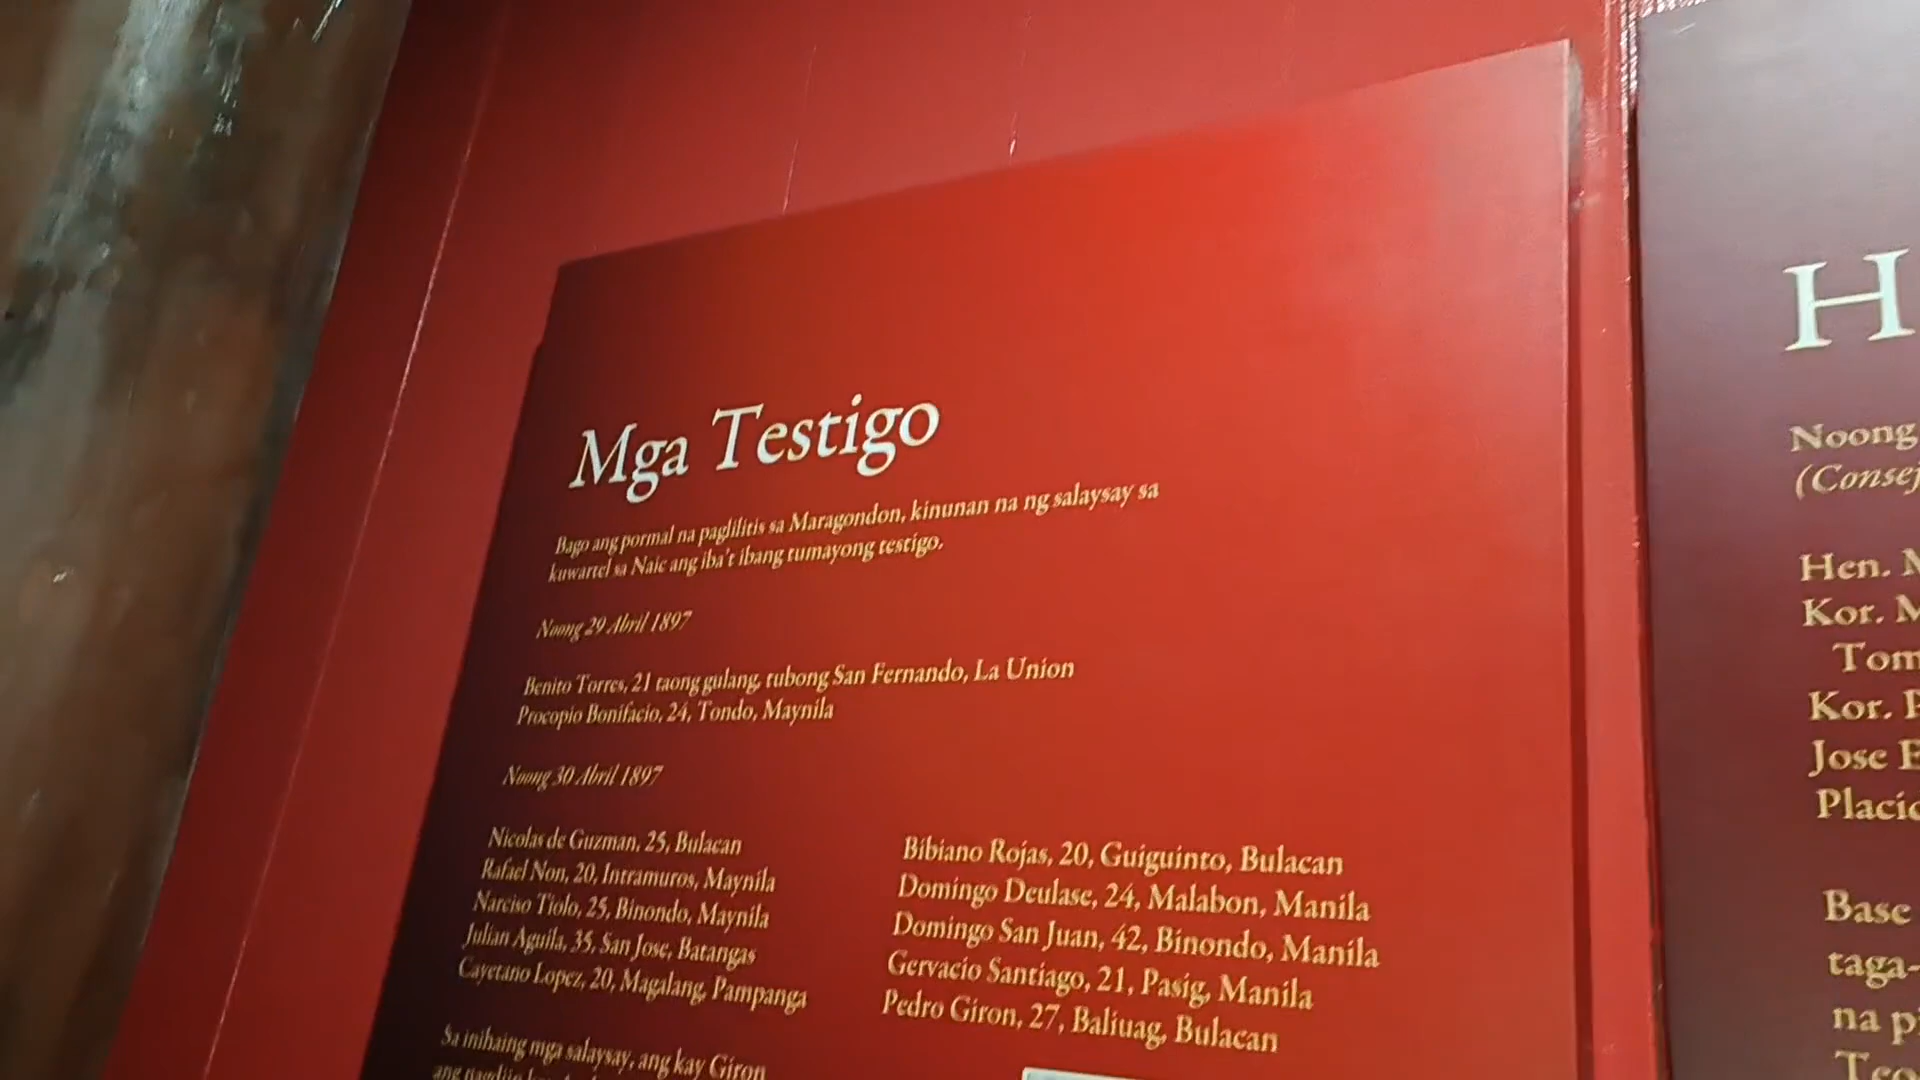 Mga Testigo
Bago ang pormal na paglilitis sa Maragondon, kinunan na ng salaysay sa
kuwartel sa Naic ang iba't ibang tumayong testigo.
Noong 29 Abril 1897
Benito Torres, 21 taong gulang, tubong San Fernando, La Union
Procopio Bonifacio, 24, Tondo, Maynila
Noong 30 Abril 1897
Nicolas de Guzman, 25, Bulacan
Rafael Non, 20, Intramuros, Maynila
Narciso Tiolo, 25, Binondo, Maynila
Julian Aguila, 35, San Jose, Batangas
Cayetano Lopez, 20, Magalang, Pampanga
Bibiano Rojas, 20, Guiguinto, Bulacan
Domingo Deulase, 24, Malabon, Manila
Domingo San Juan, 42, Binondo, Manila
Gervacio Santiago, 21, Pasig, Manila
Pedro Giron, 27, Baliuag, Bulacan
Sa inihaing mga salaysay, ang kay Giron
ang
H
Noong
(Consej
Hen. M
Kor. M
Tom
Kor. P
Jose
Placid
Base
taga-
na p
Teo